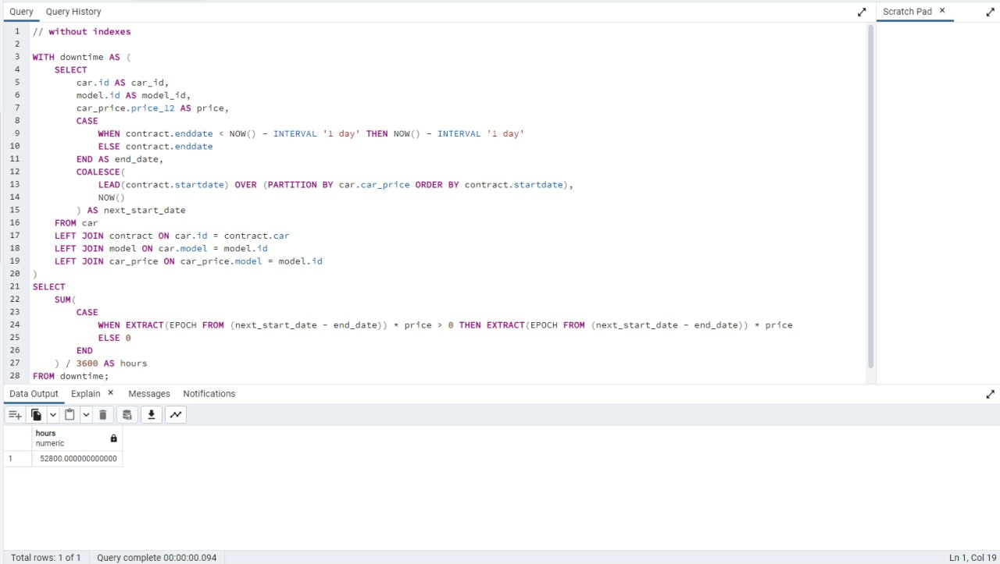 Query Query History Scratch Pad ×
1 // without indexes
2
3 WITH downtime AS (
4 SELECT
5 car.id AS car_id,
6 model.id AS model_id,
7 car_price.price_12 AS price,
8 CASE
9 WHEN contract.enddate < NOW() - INTERVAL '1 day' THEN NOW() - INTERVAL '1 day'
10 ELSE contract.enddate
11 END AS end_date,
12 COALESCE(
13 LEAD(contract.startdate) OVER (PARTITION BY car.car_price ORDER BY contract.startdate),
14 NOW()
15 ) AS next_start_date
16 FROM car
17 LEFT JOIN contract ON car.id = contract.car
18 LEFT JOIN model ON car.model = model.id
19 LEFT JOIN car_price ON car_price.model = model.id
20 )
21 SELECT
22 SUM(
23 CASE
24 WHEN EXTRACT(EPOCH FROM (next_start_date - end_date)) * price > 0 THEN EXTRACT(EPOCH FROM (next_start_date - end_date)) * price
25 ELSE 0
26 END
27 ) / 3600 AS hours
28 FROM downtime;
Data Output Explain × Messages Notifications
hours
numeric
1 52800.000000000000
Total rows: 1 of 1 Query complete 00:00:00.094 Ln 1, Col 19